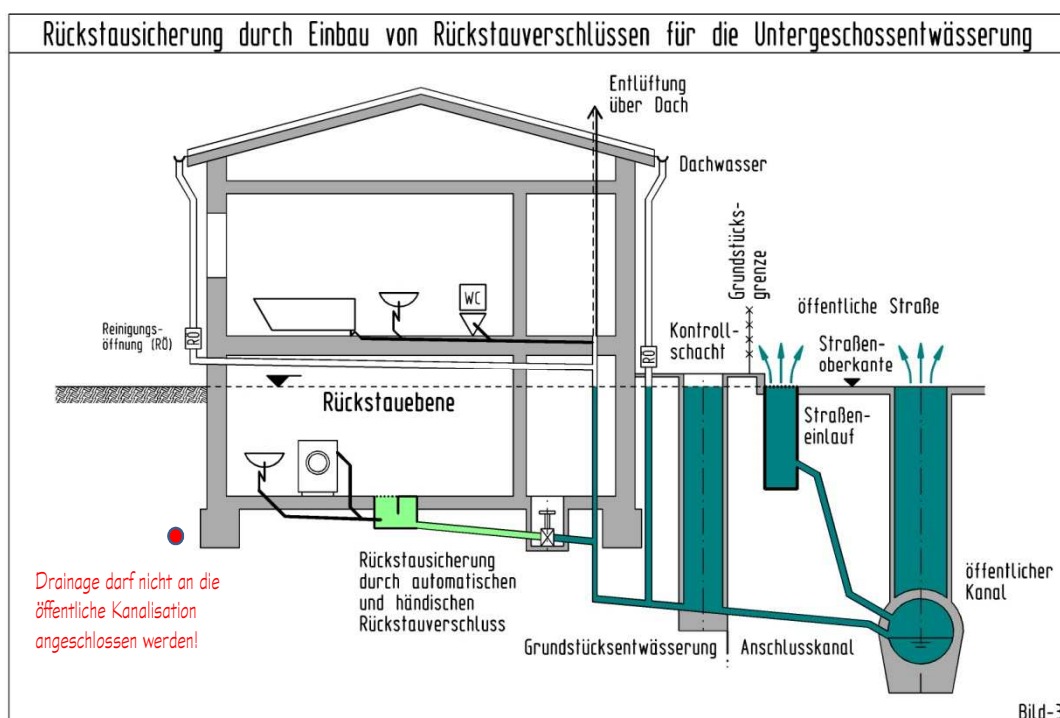 Rückstausicherung durch Einbau von Rückstauverschlüssen für die Untergeschossentwässerung
Entlüftung
über Dach
Dachwasser
Grundstücks-
grenze
WC
Reinigungs-
öffnung (RÖ)
RÖ
RÖ
Kontroll-
schacht
öffentliche Straße
Straßen-
oberkante
Rückstauebene
Straßen-
einlauf
Drainage darf nicht an die
öffentliche Kanalisation
angeschlossen werden!
Rückstausicherung
durch automatischen
und händischen
Rückstauverschluss
öffentlicher
Kanal
Grundstücksentwässerung
Anschlusskanal
Bild-3